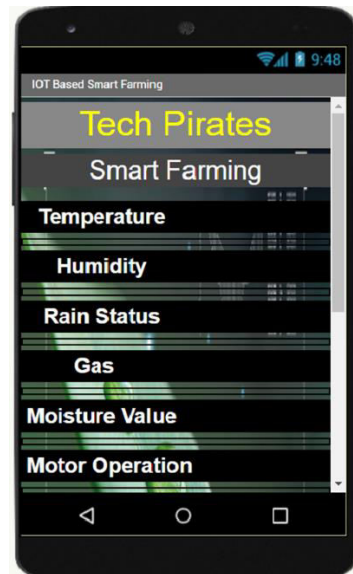 9:48
IOT Based Smart Farming
Tech Pirates
Smart Farming
Temperature
Humidity
Rain Status
Gas
Moisture Value
Motor Operation